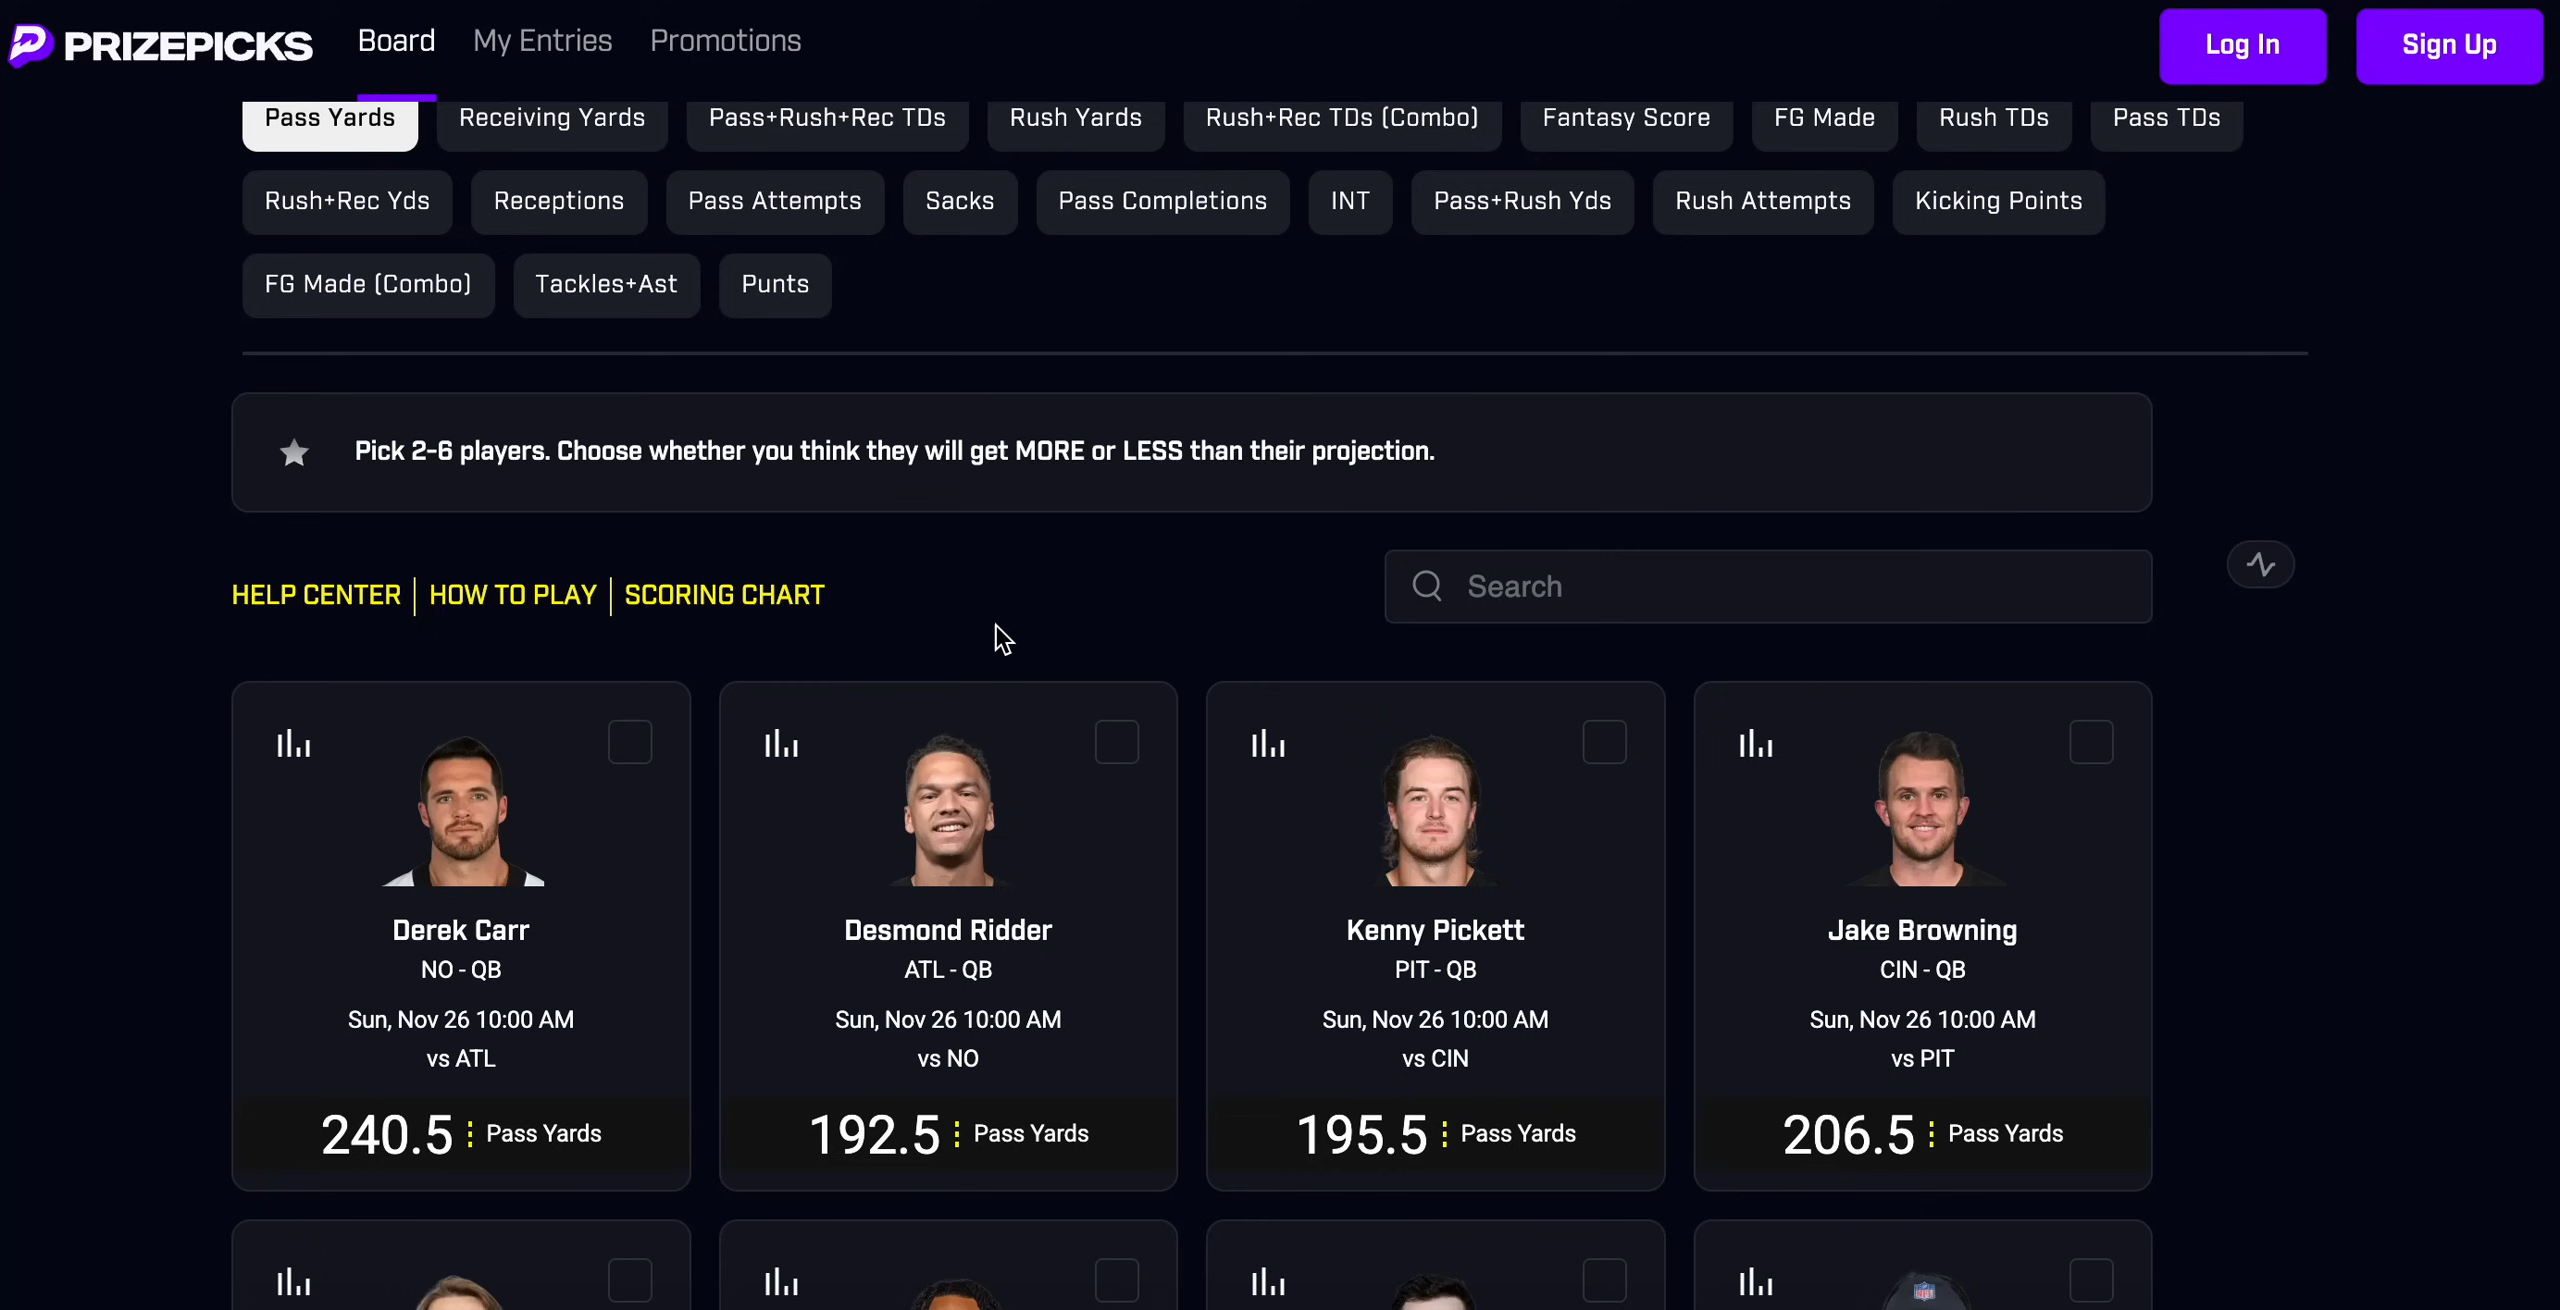 PRIZEPICKS Board My Entries Promotions Log In Sign Up
Pass Yards Receiving Yards Pass+Rush+Rec TDs Rush Yards Rush+Rec TDs (Combo) Fantasy Score FG Made Rush TDs Pass TDs
Rush+Rec Yds Receptions Pass Attempts Sacks Pass Completions INT Pass+Rush Yds Rush Attempts Kicking Points
FG Made (Combo) Tackles+Ast Punts
Pick 2-6 players. Choose whether you think they will get MORE or LESS than their projection.
HELP CENTER HOW TO PLAY SCORING CHART
Search
Derek Carr
NO - QB
Sun, Nov 26 10:00 AM
vs ATL
240.5 Pass Yards
Desmond Ridder
ATL - QB
Sun, Nov 26 10:00 AM
vs NO
192.5 Pass Yards
Kenny Pickett
PIT - QB
Sun, Nov 26 10:00 AM
vs CIN
195.5 Pass Yards
Jake Browning
CIN - QB
Sun, Nov 26 10:00 AM
vs PIT
206.5 Pass Yards